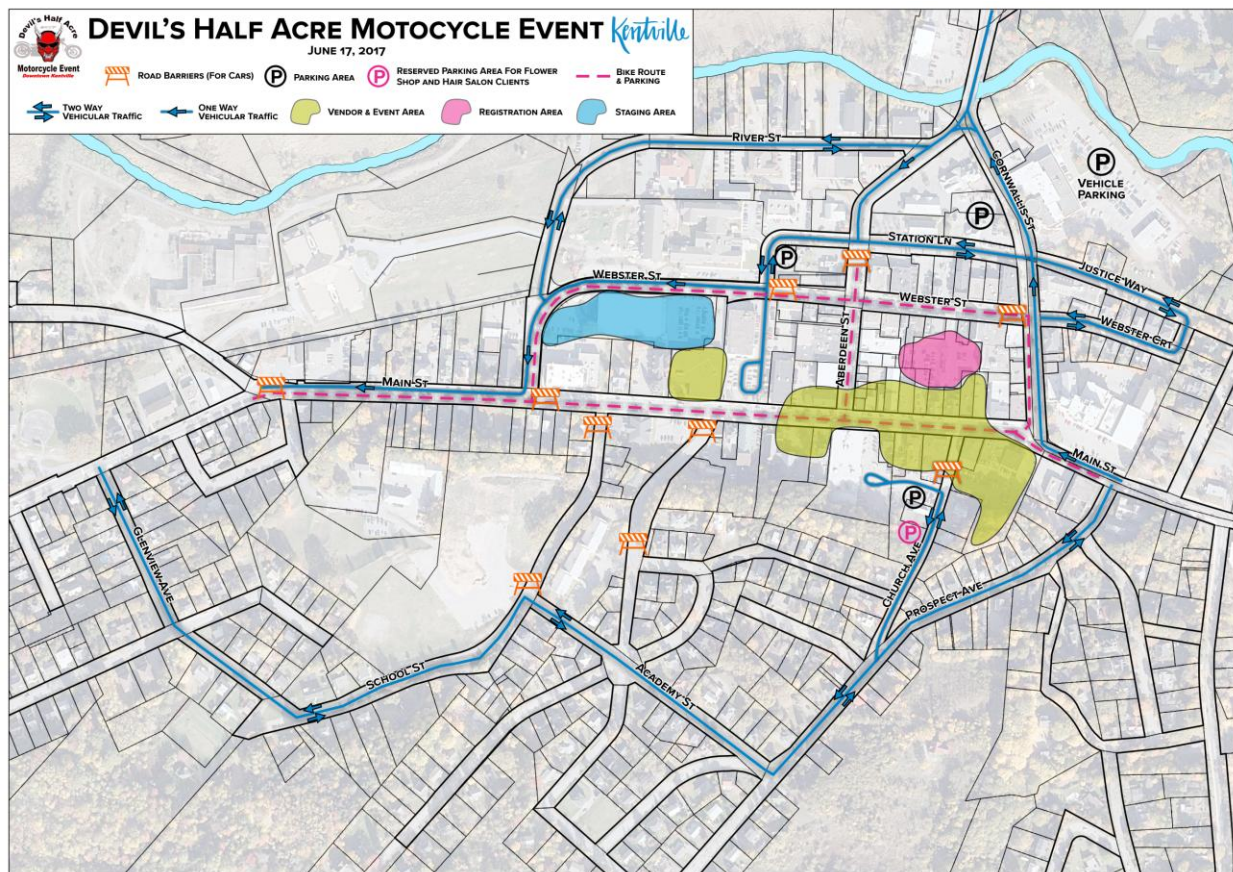 Devil's Half Acre
Motorcycle Event
Downtown Kentville
DEVIL'S HALF ACRE MOTOCYCLE EVENT Kentville
JUNE 17, 2017
ROAD BARRIERS (FOR CARS)
P PARKING AREA
P RESERVED PARKING AREA FOR FLOWER
SHOP AND HAIR SALON CLIENTS
BIKE ROUTE
& PARKING
TWO WAY
VEHICULAR TRAFFIC
ONE WAY
VEHICULAR TRAFFIC
VENDOR & EVENT AREA
REGISTRATION AREA
STAGING AREA
RIVER ST
CORNWALLIS ST
P
VEHICLE
PARKING
P
STATION LN
P
JUSTICE WAY
WEBSTER ST
WEBSTER ST
WEBSTER CRT
ABERDEEN ST
MAIN ST
MAIN ST
P
P
GLENVIEW AVE
CHURCH AVE
PROSPECT AVE
SCHOOL ST
ACADEMY ST